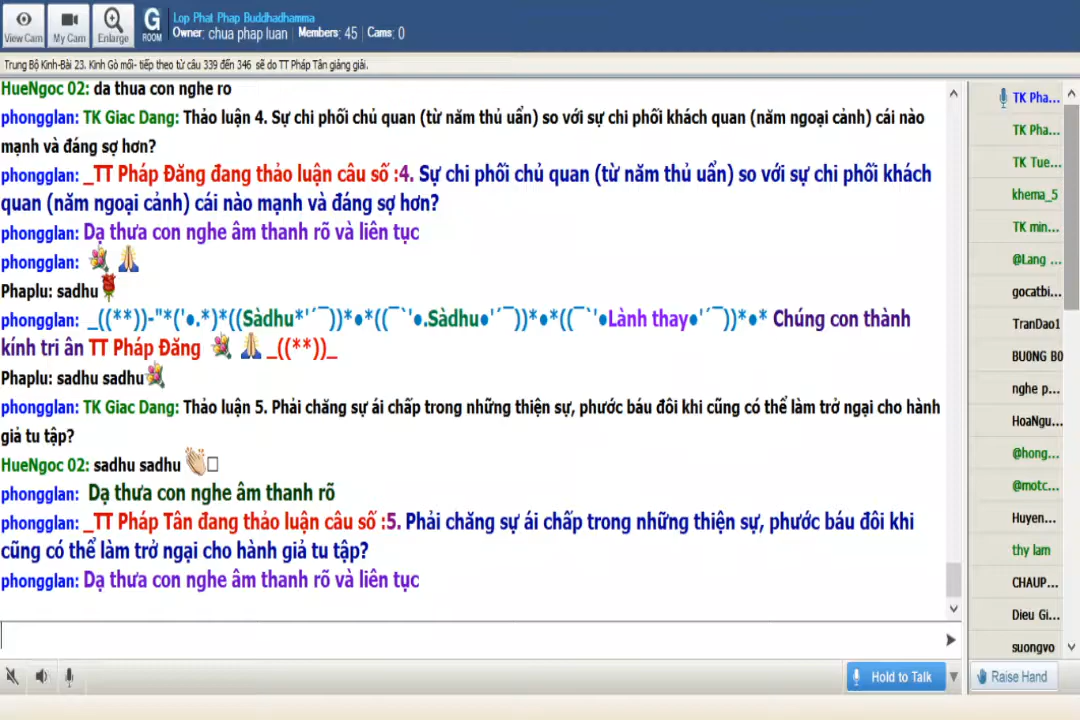 Lop Phat Phap Buddhadhamma
G ROOM Owner: chua phap luan Members: 45 Cams: 0
View Cam My Cam Enlarge
Trung Bộ Kinh-Bài 23. Kinh Gò mối- tiếp theo từ câu 339 đến 346 sẽ do TT Pháp Tân giảng giải.
HueNgoc 02: da thua con nghe ro
phongglan: TK Giac Dang: Thảo luận 4. Sự chi phối chủ quan (từ năm thủ uẩn) so với sự chi phối khách quan (năm ngoại cảnh) cái nào
mạnh và đáng sợ hơn?
phongglan: _TT Pháp Đăng đang thảo luận câu số :4. Sự chi phối chủ quan (từ năm thủ uẩn) so với sự chi phối khách
quan (năm ngoại cảnh) cái nào mạnh và đáng sợ hơn?
phongglan: Dạ thưa con nghe âm thanh rõ và liên tục
phongglan: 💐 🙏
Phaplu: sadhu🌹
phongglan: _((**))-"*('●.*)*((Sàdhu*'´¯))*●*((¯`'●.Sàdhu●'´¯))*●*((¯`'●Lành thay●'´¯))*●* Chúng con thành
kính tri ân TT Pháp Đăng 💐 🙏 _((**))_
Phaplu: sadhu sadhu💐
phongglan: TK Giac Dang: Thảo luận 5. Phải chăng sự ái chấp trong những thiện sự, phước báu đôi khi cũng có thể làm trở ngại cho hành
giả tu tập?
HueNgoc 02: sadhu sadhu 👏🏻
phongglan: Dạ thưa con nghe âm thanh rõ
phongglan: _TT Pháp Tân đang thảo luận câu số :5. Phải chăng sự ái chấp trong những thiện sự, phước báu đôi khi
cũng có thể làm trở ngại cho hành giả tu tập?
phongglan: Dạ thưa con nghe âm thanh rõ và liên tục
TK Pha...
TK Pha...
TK Tue...
khema_5
TK min...
@Lang ...
gocatbi...
TranDao1
BUONG BO
nghe p...
HoaNgu...
@hong...
@motc...
Huyen...
thy lam
CHAUP...
Dieu Gi...
suongvo
Hold to Talk
Raise Hand